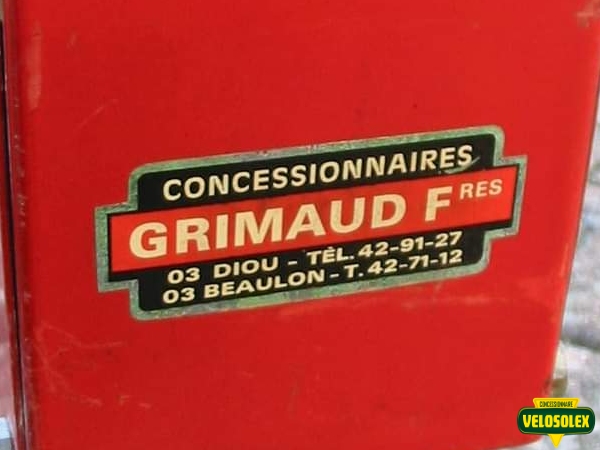 CONCESSIONNAIRES
GRIMAUD FRES
03 DIOU - TÈL. 42-91-27
03 BEAULON - T. 42-71-12
CONCESSIONNAIRE
VELOSOLEX